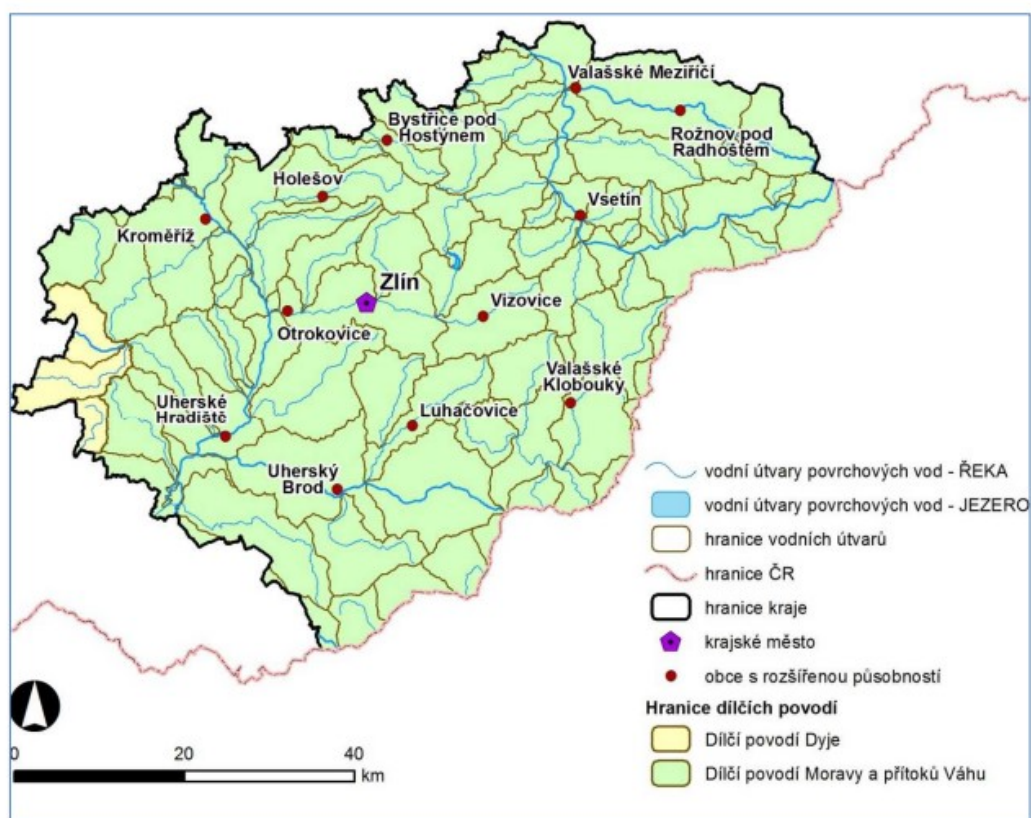 Valašské Meziříčí
Bystřice pod
Hostýnem
Rožnov pod
Radhoštěm
Holešov
Vsetín
Kroměříž
Zlín
Vizovice
Otrokovice
Valašské
Klobouky
Uherské
Hradiště
Luhačovice
Uherský
Brod
vodní útvary povrchových vod - ŘEKA
vodní útvary povrchových vod - JEZERO
hranice vodních útvarů
hranice ČR
hranice kraje
krajské město
obce s rozšířenou působností
Hranice dílčích povodí
Dílčí povodí Dyje
Dílčí povodí Moravy a přítoků Váhu
0 20 40
km